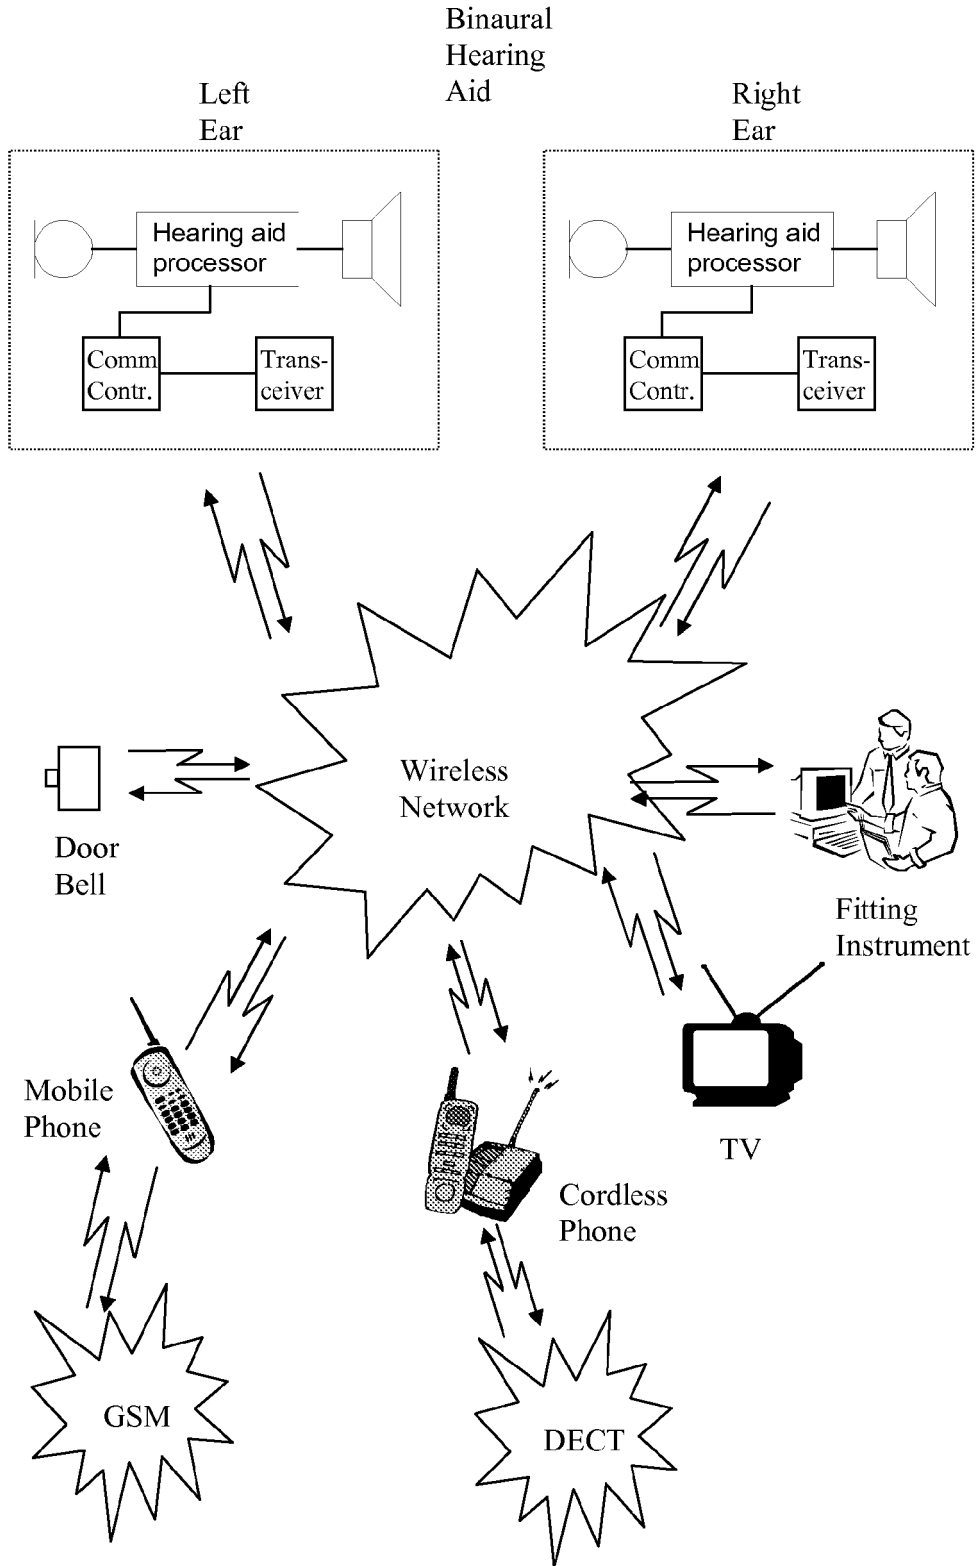 Binaural
Hearing
Aid
Left
Ear
Right
Ear
Hearing aid
processor
Comm
Contr.
Trans-
ceiver
Hearing aid
processor
Comm
Contr.
Trans-
ceiver
Wireless
Network
Door
Bell
Fitting
Instrument
Mobile
Phone
TV
Cordless
Phone
GSM
DECT